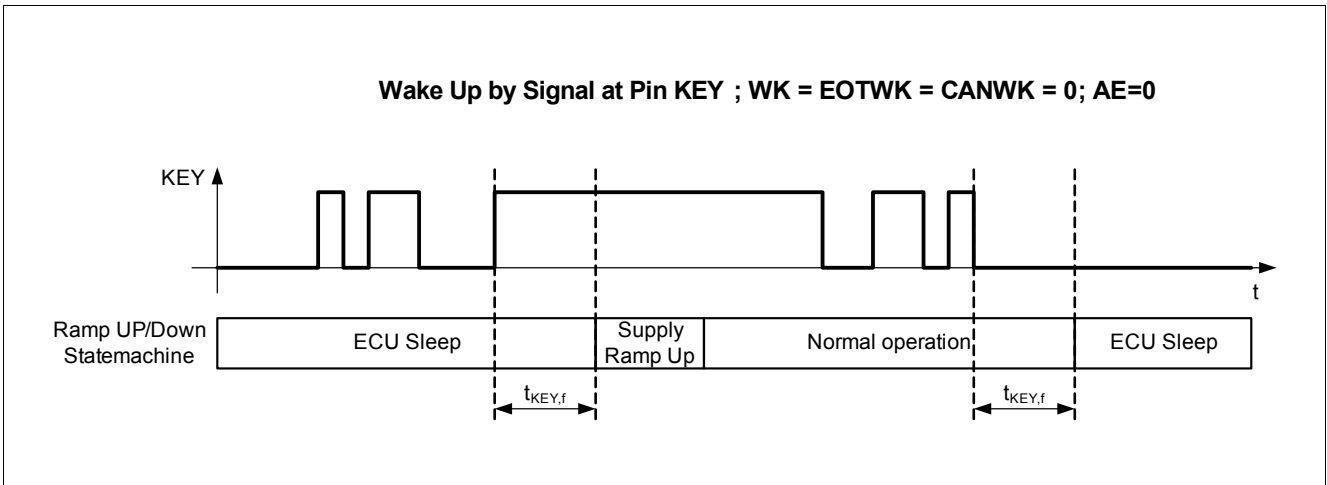 Wake Up by Signal at Pin KEY ; WK = EOTWK = CANWK = 0; AE=0
KEY
t
Ramp UP/Down
Statemachine
ECU Sleep
Supply
Ramp Up
Normal operation
ECU Sleep
tKEY,f
tKEY,f